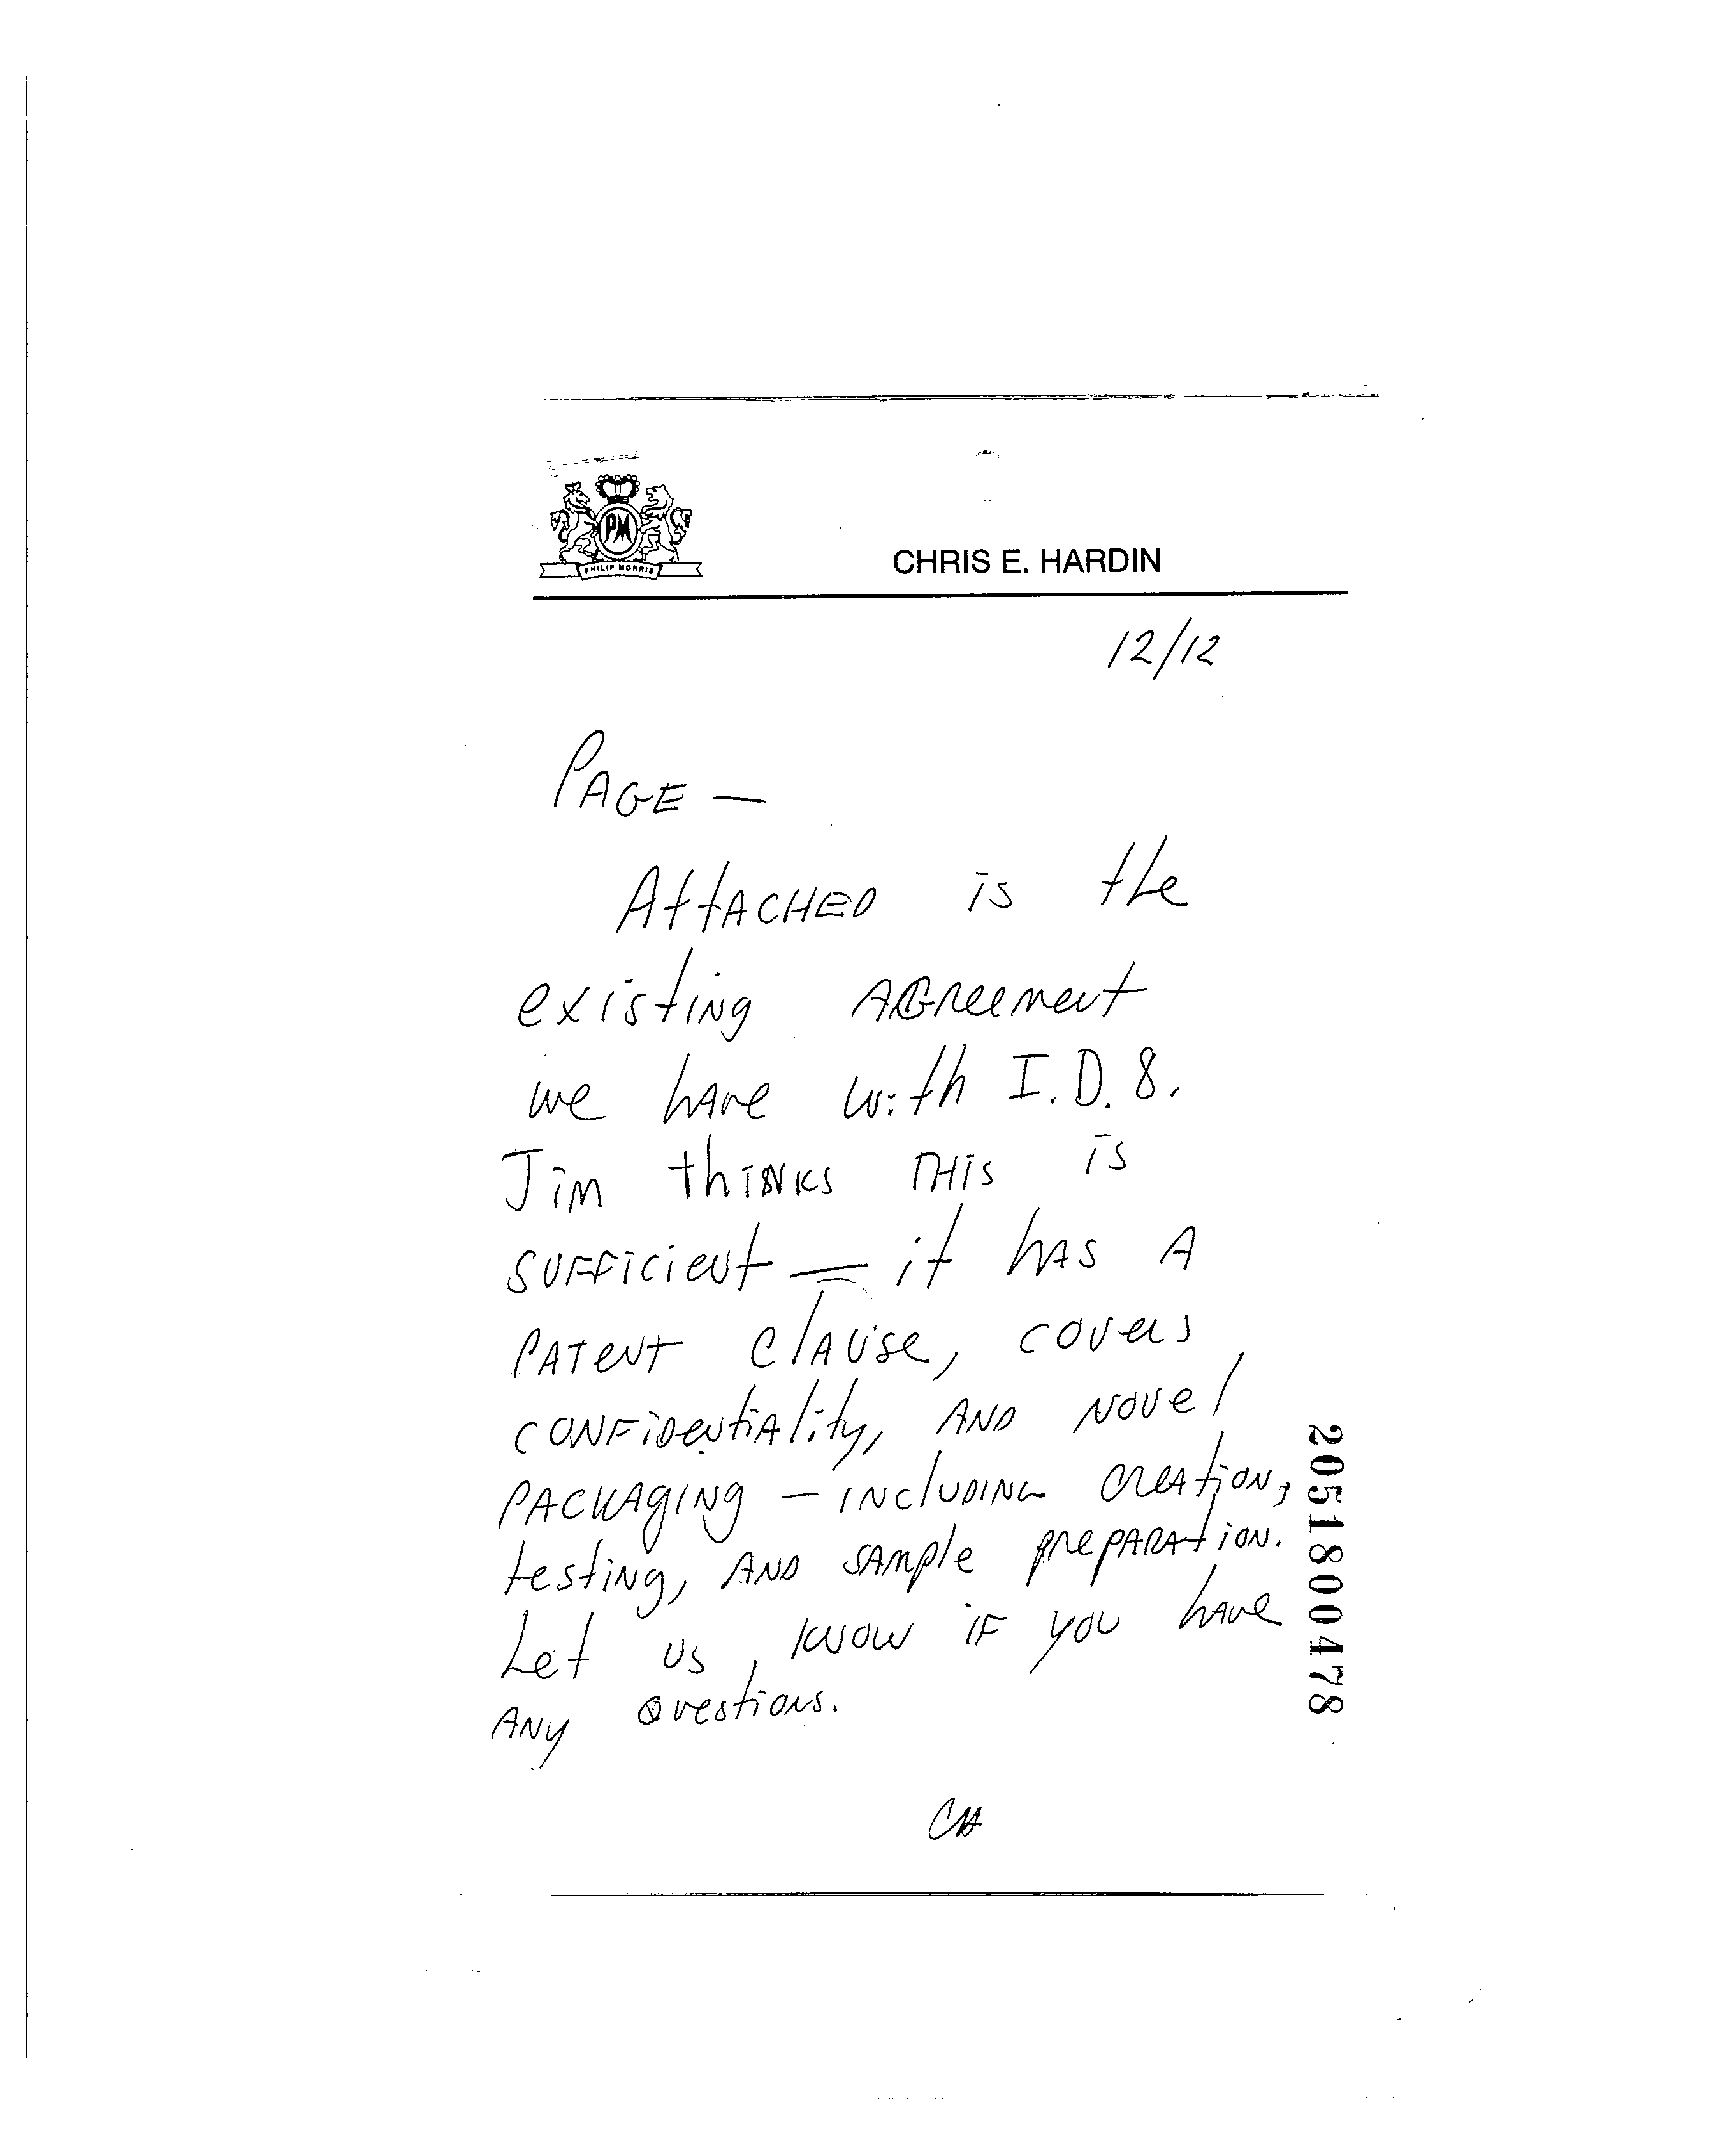 PM
PHILIP MORRIS
CHRIS E. HARDIN
12/12
PAGE —
AttACHED is the
existing AGReement
we have with I.D.8.
Jim thinks THis is
SUFFicient — it hAS A
PATENT clAUse, covers
CONFiDentiAlity, AND Novel
PACKAgiNg – iNclUDING CReAtioN,
testiNg, AND SAMple pRepARAtioN.
Let us KNOW iF you hAve
ANy Questions.
CH
2051800478